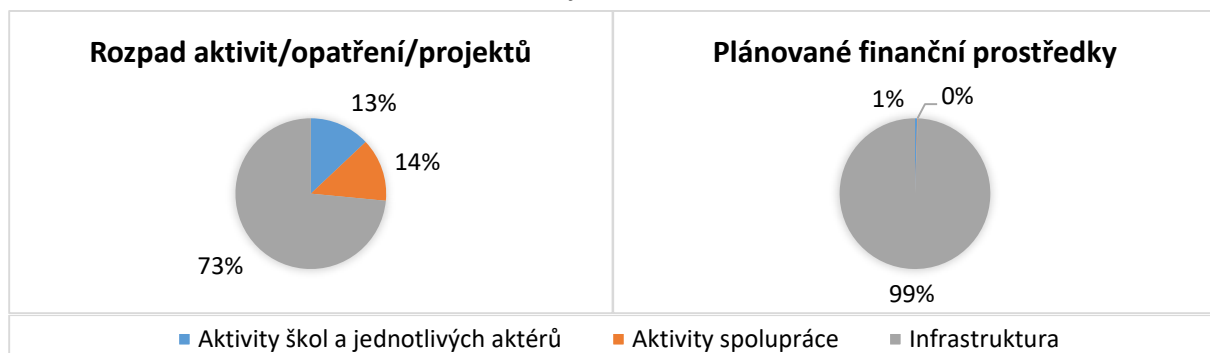 Rozpad aktivit/opatření/projektů
13%
14%
73%
Plánované finanční prostředky
1%
0%
99%
Aktivity škol a jednotlivých aktérů
Aktivity spolupráce
Infrastruktura